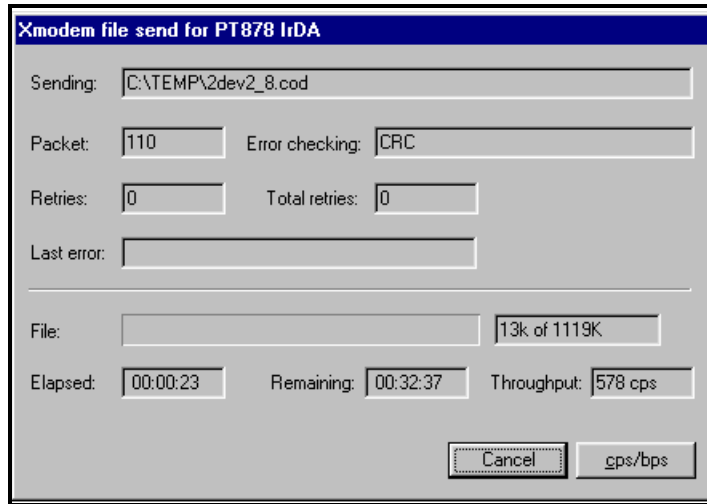 Xmodem file send for PT878 IrDA
Sending: C:\TEMP\2dev2_8.cod
Packet: 110 Error checking: CRC
Retries: 0 Total retries: 0
Last error:
File: 13k of 1119K
Elapsed: 00:00:23 Remaining: 00:32:37 Throughput: 578 cps
Cancel cps/bps